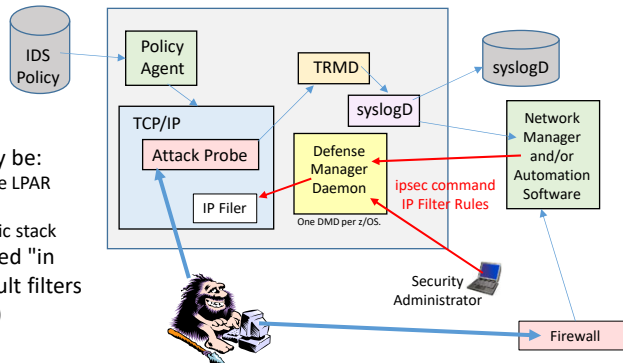 IDS
Policy
Policy
Agent
TRMD
syslogD
syslogD
TCP/IP
Attack Probe
IP Filer
Defense
Manager
Daemon
One DMD per z/OS.
ipsec command
IP Filter Rules
Network
Manager
and/or
Automation
Software
Security
Administrator
Firewall
y be:
e LPAR
ic stack
ed "in
ult filters
)